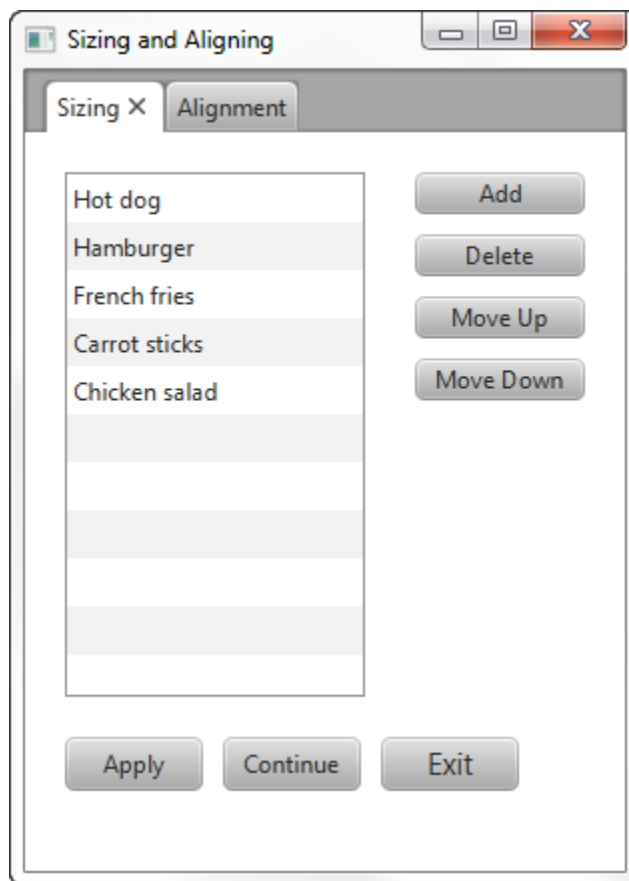 Sizing and Aligning
Sizing Alignment
Hot dog
Hamburger
French fries
Carrot sticks
Chicken salad
Add
Delete
Move Up
Move Down
Apply Continue Exit